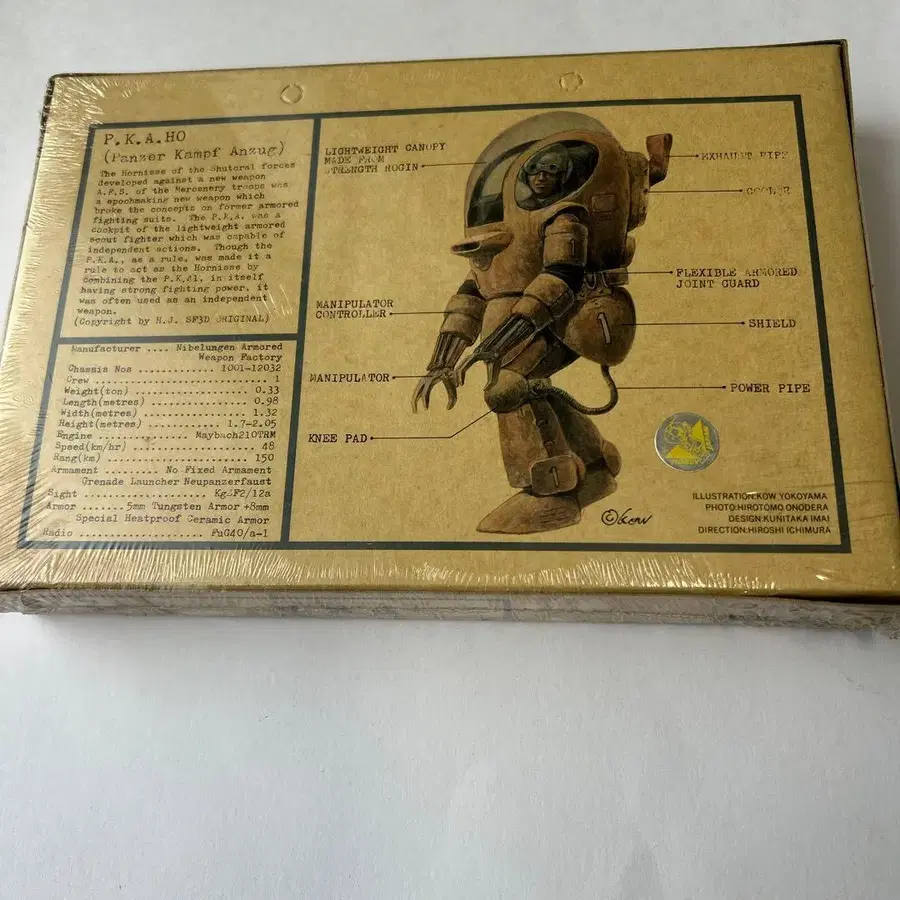 P.K.A.HO
(Panzer Kampf Anzug)
The Hornisse of the Shutoral forces
developed against a new weapon
A.F.S. of the Mercenery troops was
a epochmaking new weapon which
broke the concepts on former armored
fighting suits. The P.K.A. was a
cockpit of the lightweight armored
scout fighter which was capable of
independent actions. Though the
P.K.A., as a rule, was made it a
rule to act as the Hornisse by
combining the P.K.A1, in itself
having strong fighting power, it
was often used as an independent
weapon.
(Copyright by H.J. SF3D ORIGINAL)
Manufacturer .... Nibelungen Armored
Weapon Factory
Chassis Nos ............ 1001-12032
Crew ............................ 1
Weight(ton) .................. 0.33
Length(metres) ............... 0.98
Width(metres) ................ 1.32
Height(metres) ........... 1.7-2.05
Engine .............. Maybach210TRM
Speed(km/hr) ................... 48
Rang(km) ...................... 150
Armament ....... No Fixed Armament
Grenade Launcher Neupanzerfaust
Sight ................. KgZF2/12a
Armor .......5mm Tungsten Armor +8mm
Special Heatproof Ceramic Armor
Radio .................. FuG40/a-1
LIGHTWEIGHT CANOPY
MADE FROM
STRENGTH ROGIN
EXHAUST PIPE
COOLER
FLEXIBLE ARMORED
JOINT GUARD
MANIPULATOR
CONTROLLER
SHIELD
MANIPULATOR
POWER PIPE
KNEE PAD
1
1
1
©Kow
ILLUSTRATION:KOW YOKOYAMA
PHOTO:HIROTOMO ONODERA
DESIGN:KUNITAKA IMAI
DIRECTION:HIROSHI ICHIMURA